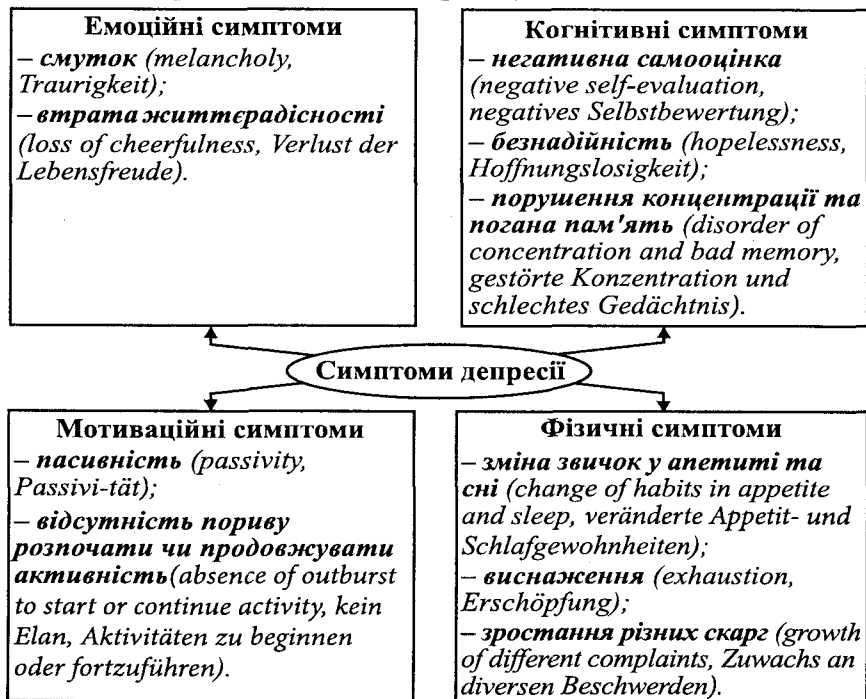 Емоційні симптоми
– смуток (melancholy,
Traurigkeit);
– втрата життєрадісності
(loss of cheerfulness, Verlust der
Lebensfreude).
Когнітивні симптоми
– негативна самооцінка
(negative self-evaluation,
negatives Selbstbewertung);
– безнадійність (hopelessness,
Hoffnungslosigkeit);
– порушення концентрації та
погана пам'ять (disorder of
concentration and bad memory,
gestörte Konzentration und
schlechtes Gedächtnis).
Симптоми депресії
Мотиваційні симптоми
– пасивність (passivity,
Passivi-tät);
– відсутність пориву
розпочати чи продовжувати
активність (absence of outburst
to start or continue activity, kein
Elan, Aktivitäten zu beginnen
oder fortzuführen).
Фізичні симптоми
– зміна звичок у апетиті та
сні (change of habits in appetite
and sleep, veränderte Appetit- und
Schlafgewohnheiten);
– виснаження (exhaustion,
Erschöpfung);
– зростання різних скарг (growth
of different complaints, Zuwachs an
diversen Beschwerden).